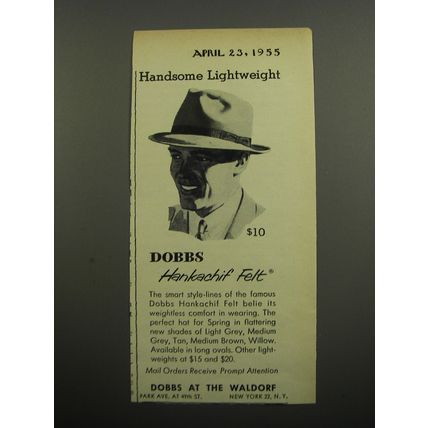 APRIL 23, 1955
Handsome Lightweight
$10
DOBBS
Hankachif Felt®
The smart style-lines of the famous
Dobbs Hankachif Felt belie its
weightless comfort in wearing. The
perfect hat for Spring in flattering
new shades of Light Grey, Medium
Grey, Tan, Medium Brown, Willow.
Available in long ovals. Other light-
weights at $15 and $20.
Mail Orders Receive Prompt Attention
DOBBS AT THE WALDORF
PARK AVE. AT 49th ST. NEW YORK 22, N. Y.